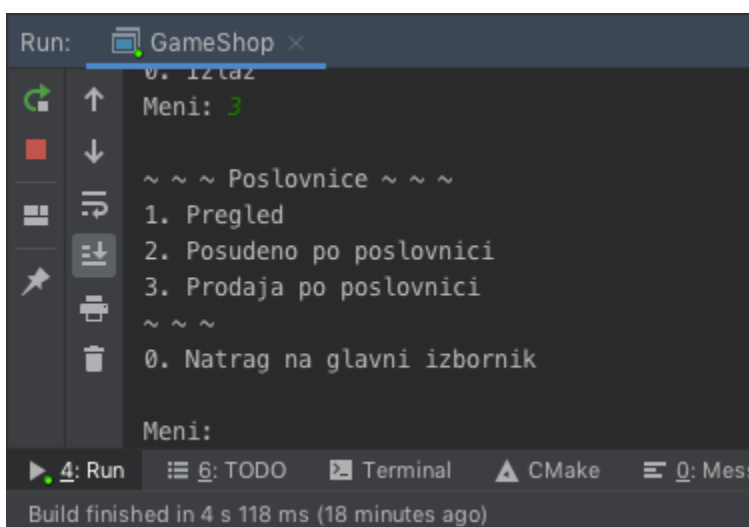 Run: GameShop
0. Izlaz
Meni: 3
~ ~ ~ Poslovnice ~ ~ ~
1. Pregled
2. Posudeno po poslovnici
3. Prodaja po poslovnici
~ ~ ~
0. Natrag na glavni izbornik
Meni:
4: Run 6: TODO Terminal CMake 0: Mes
Build finished in 4 s 118 ms (18 minutes ago)